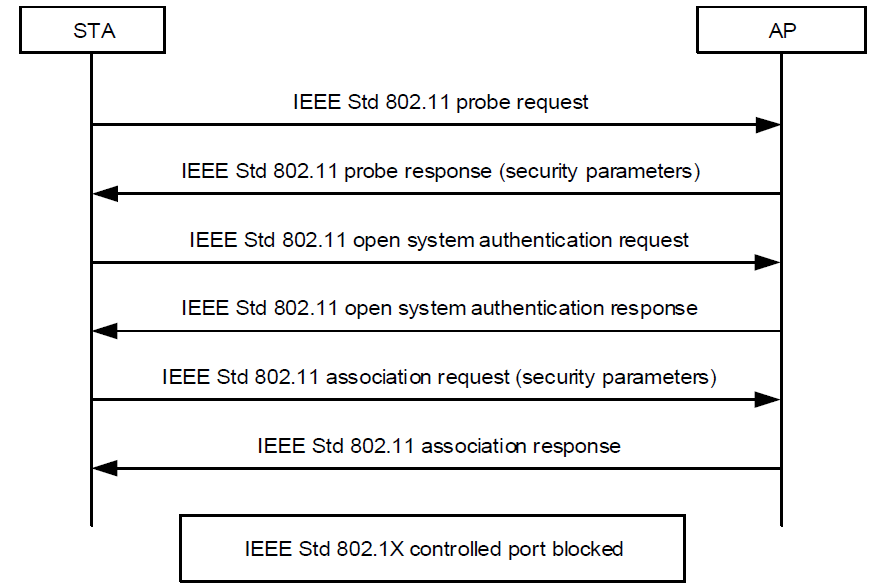 STA
AP
IEEE Std 802.11 probe request
IEEE Std 802.11 probe response (security parameters)
IEEE Std 802.11 open system authentication request
IEEE Std 802.11 open system authentication response
IEEE Std 802.11 association request (security parameters)
IEEE Std 802.11 association response
IEEE Std 802.1X controlled port blocked